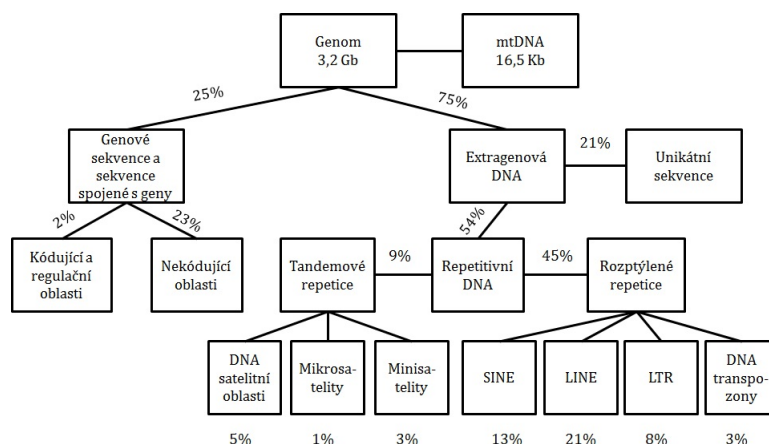 Genom
3,2 Gb
mtDNA
16,5 Kb
25%
75%
Genové
sekvence a
sekvence
spojené s geny
Extragenová
DNA
21%
Unikátní
sekvence
2%
23%
54%
Kódující a
regulační
oblasti
Nekódující
oblasti
Tandemové
repetice
9%
Repetitivní
DNA
45%
Rozptýlené
repetice
DNA
satelitní
oblasti
Mikrosa-
telity
Minisa-
telity
SINE
LINE
LTR
DNA
transpo-
zony
5%
1%
3%
13%
21%
8%
3%